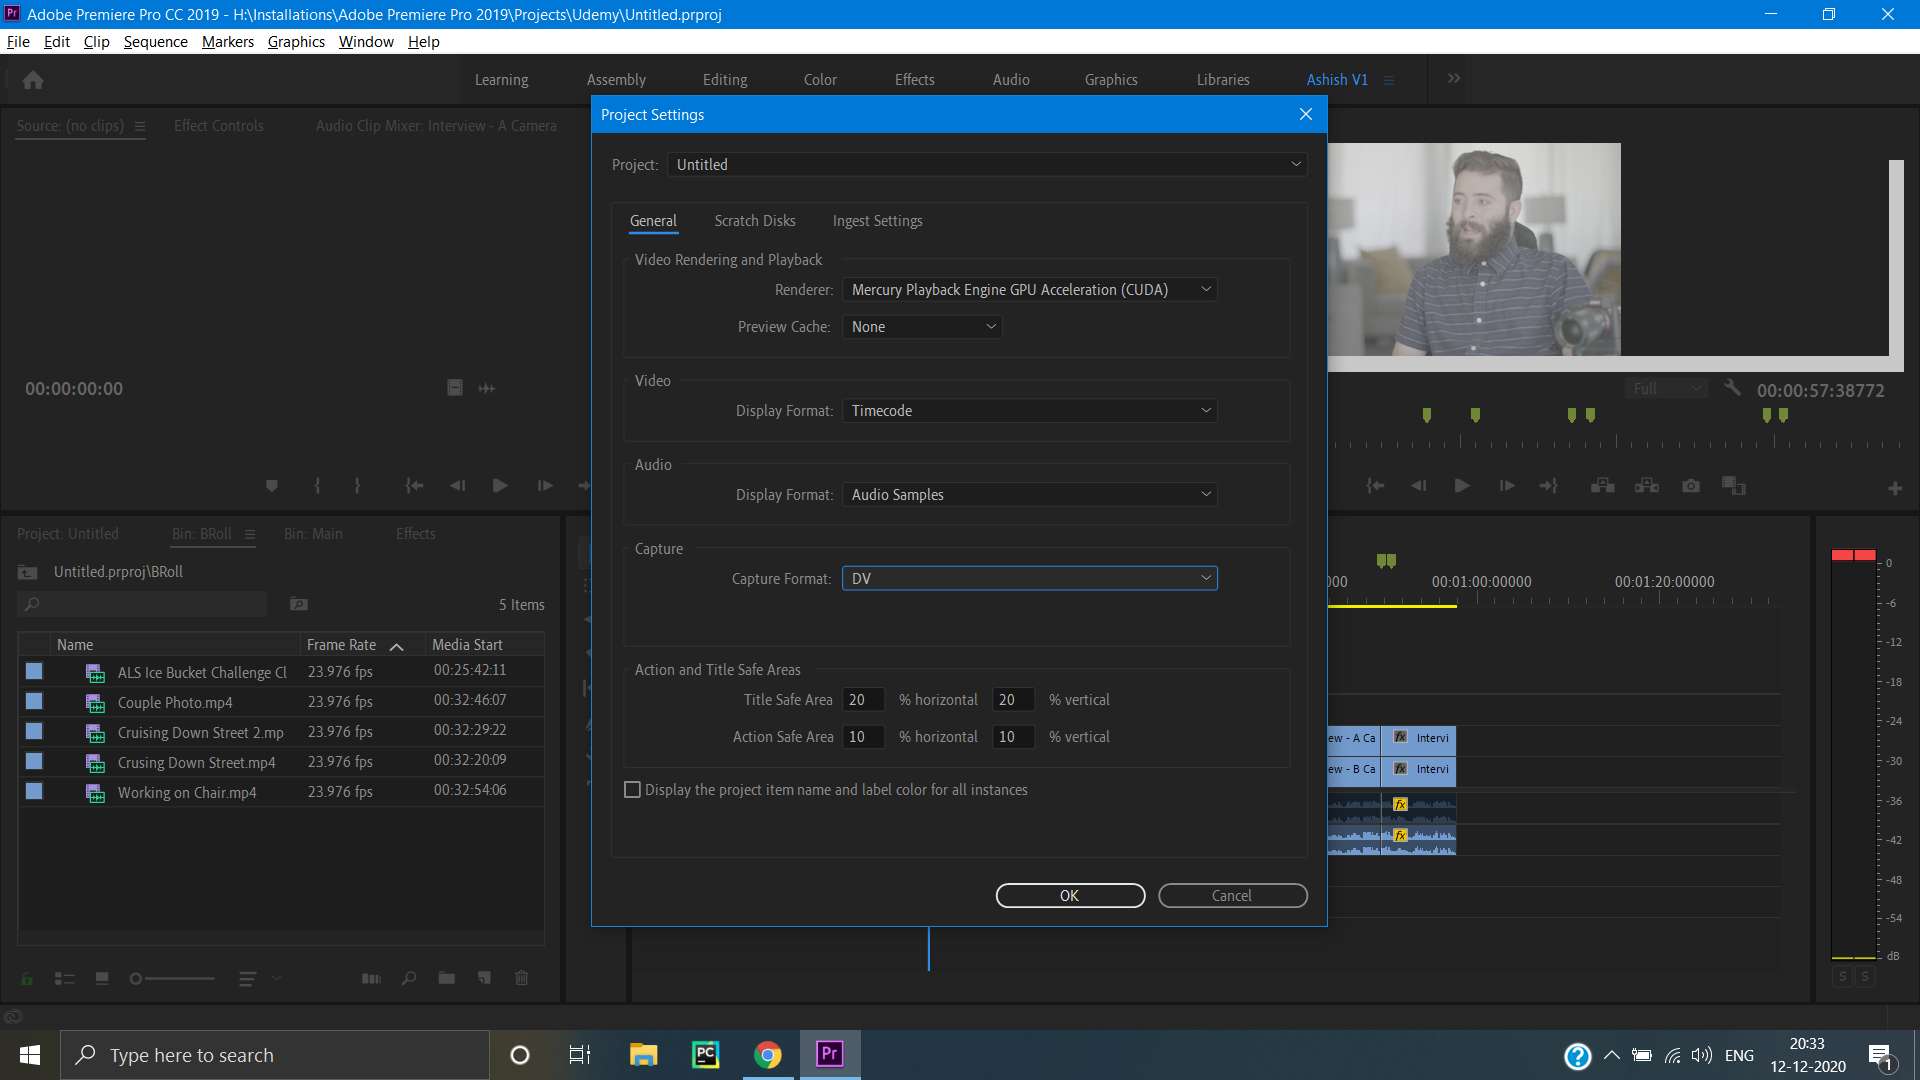 Adobe Premiere Pro CC 2019 - H:\Installations\Adobe Premiere Pro 2019\Projects\Udemy\Untitled.prproj
File Edit Clip Sequence Markers Graphics Window Help
Learning Assembly Editing Color Effects Audio Graphics Libraries Ashish V1
Source: (no clips) Effect Controls Audio Clip Mixer: Interview - A Camera
00:00:00:00
Project Settings
Project: Untitled
General Scratch Disks Ingest Settings
Video Rendering and Playback
Renderer: Mercury Playback Engine GPU Acceleration (CUDA)
Preview Cache: None
Video
Display Format: Timecode
Audio
Display Format: Audio Samples
Capture
Capture Format: DV
Action and Title Safe Areas
Title Safe Area 20 % horizontal 20 % vertical
Action Safe Area 10 % horizontal 10 % vertical
Display the project item name and label color for all instances
OK Cancel
Full 00:00:57:38772
Project: Untitled Bin: BRoll Bin: Main Effects
Untitled.prproj\BRoll
5 Items
Name Frame Rate Media Start
ALS Ice Bucket Challenge Cl 23.976 fps 00:25:42:11
Couple Photo.mp4 23.976 fps 00:32:46:07
Cruising Down Street 2.mp 23.976 fps 00:32:29:22
Crusing Down Street.mp4 23.976 fps 00:32:20:09
Working on Chair.mp4 23.976 fps 00:32:54:06
000 00:01:00:00000 00:01:20:00000
ew - A Ca fx Intervi
ew - B Ca fx Intervi
fx
fx
0
-6
-12
-18
-24
-30
-36
-42
-48
-54
dB
S S
Type here to search
PC
Pr
ENG
20:33
12-12-2020
1